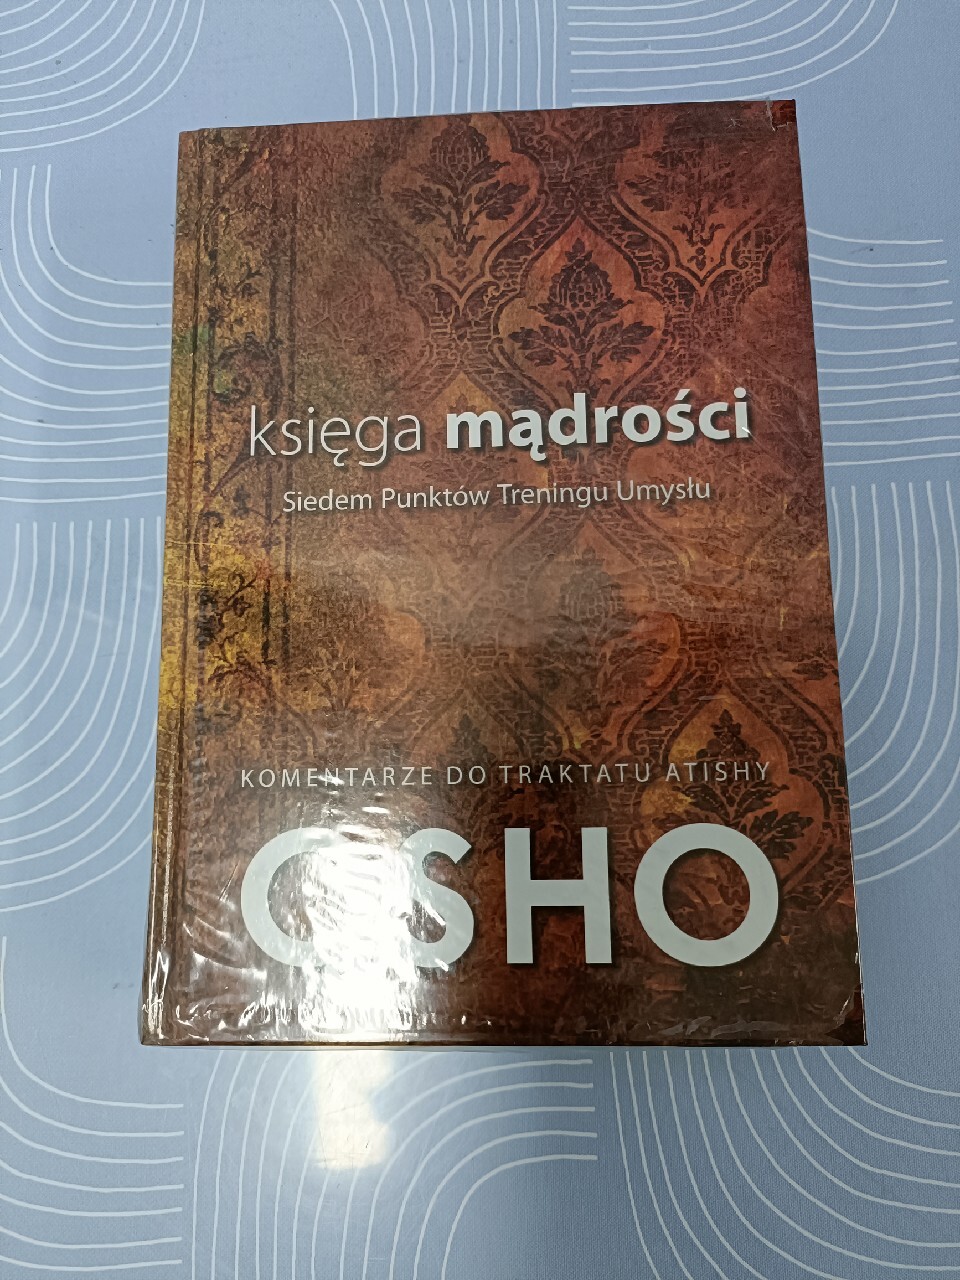 księga mądrości
Siedem Punktów Treningu Umysłu
KOMENTARZE DO TRAKTATU ATISHY
OSHO